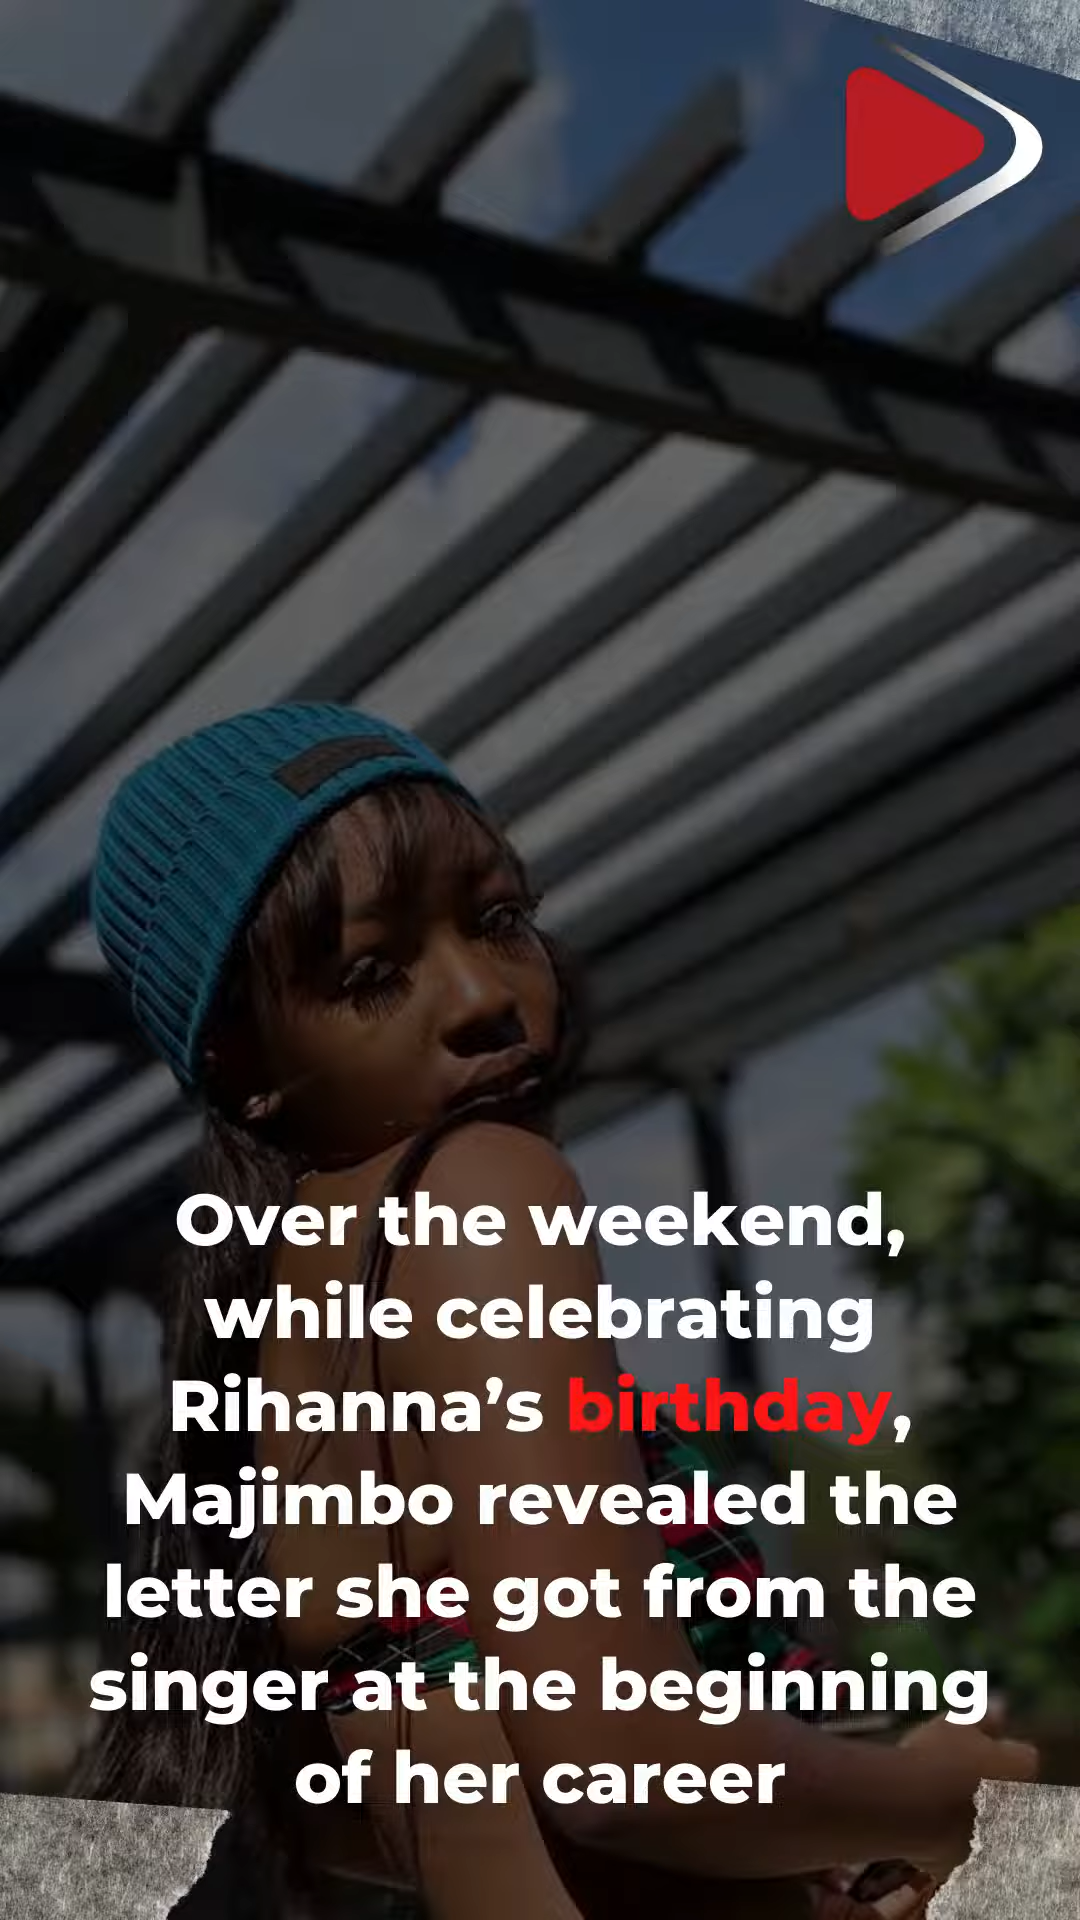 Over the weekend,
while celebrating
Rihanna’s birthday,
Majimbo revealed the
letter she got from the
singer at the beginning
of her career